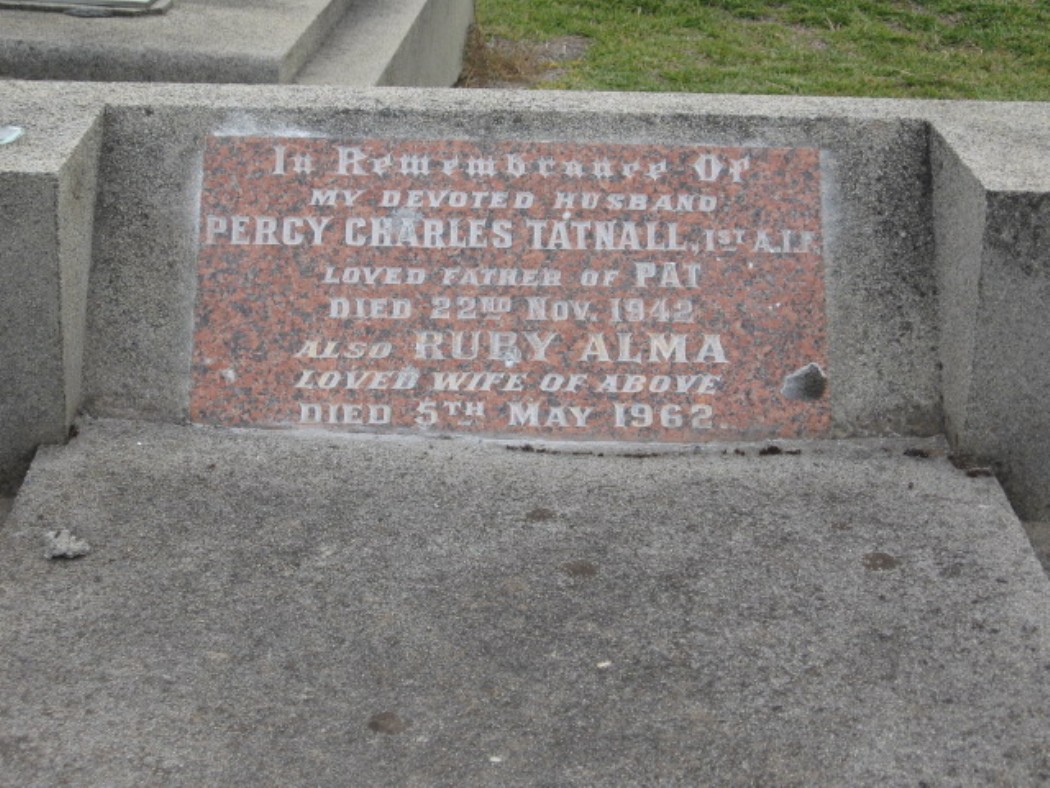 In Remembrance Of
MY DEVOTED HUSBAND
PERCY CHARLES TATNALL, 1ST A.I.F.
LOVED FATHER OF PAT
DIED 22ND NOV. 1942
ALSO RUBY ALMA
LOVED WIFE OF ABOVE
DIED 5TH MAY 1962.